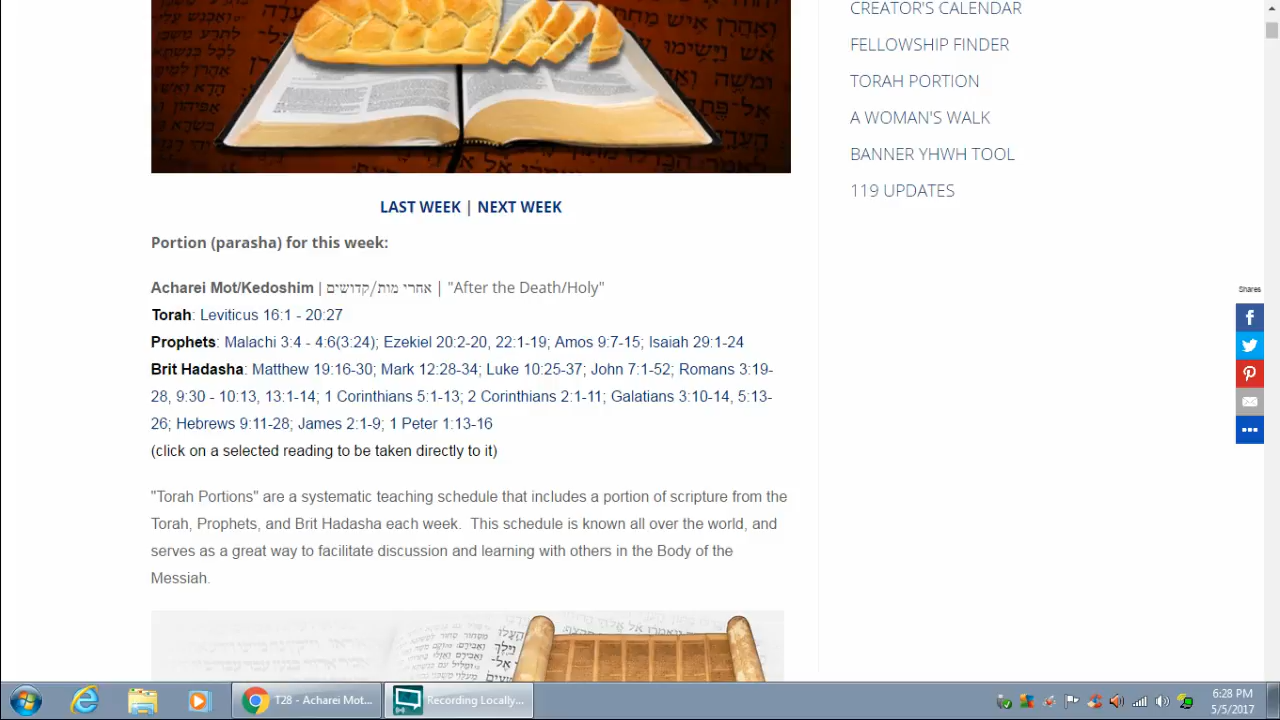 CREATOR'S CALENDAR
FELLOWSHIP FINDER
TORAH PORTION
A WOMAN'S WALK
BANNER YHWH TOOL
119 UPDATES
LAST WEEK | NEXT WEEK
Portion (parasha) for this week:
Acharei Mot/Kedoshim | אחרי מות/קדושים | "After the Death/Holy"
Torah: Leviticus 16:1 - 20:27
Prophets: Malachi 3:4 - 4:6(3:24); Ezekiel 20:2-20, 22:1-19; Amos 9:7-15; Isaiah 29:1-24
Brit Hadasha: Matthew 19:16-30; Mark 12:28-34; Luke 10:25-37; John 7:1-52; Romans 3:19-
28, 9:30 - 10:13, 13:1-14; 1 Corinthians 5:1-13; 2 Corinthians 2:1-11; Galatians 3:10-14, 5:13-
26; Hebrews 9:11-28; James 2:1-9; 1 Peter 1:13-16
(click on a selected reading to be taken directly to it)
"Torah Portions" are a systematic teaching schedule that includes a portion of scripture from the
Torah, Prophets, and Brit Hadasha each week.  This schedule is known all over the world, and
serves as a great way to facilitate discussion and learning with others in the Body of the
Messiah.
Shares
T28 - Acharei Mot...
Recording Locally...
6:28 PM
5/5/2017